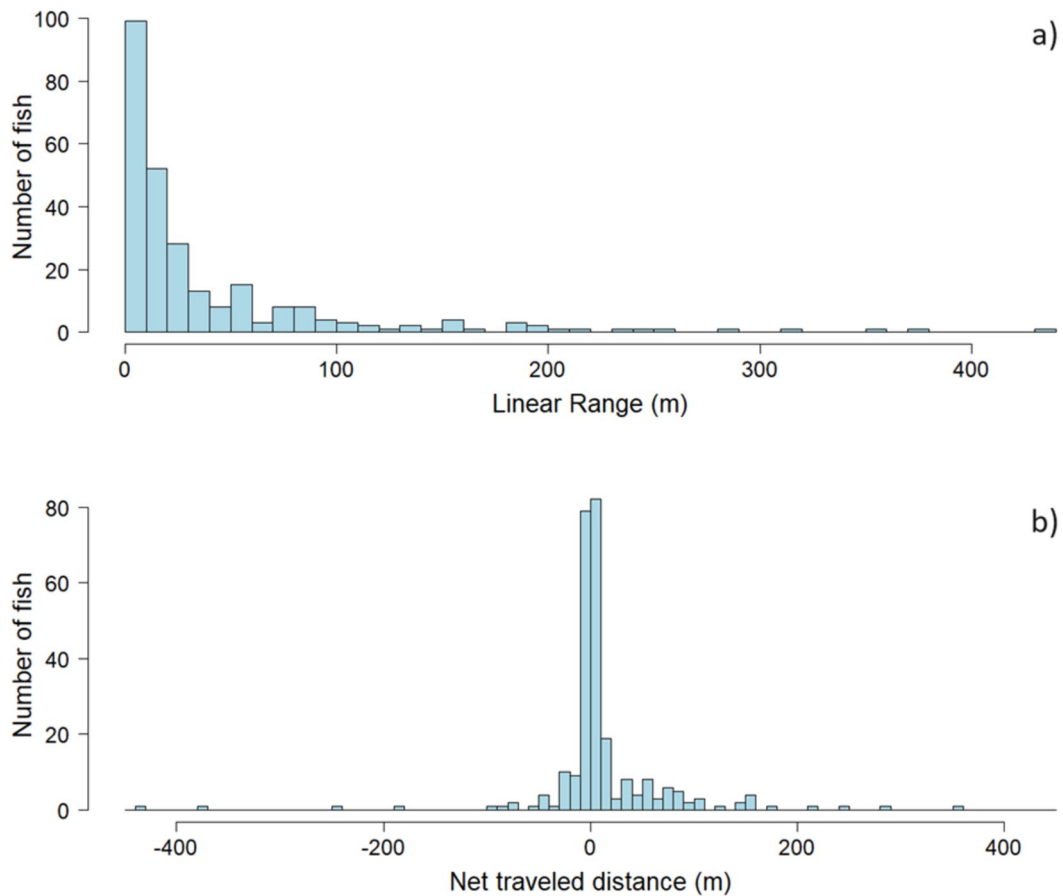 a)
Number of fish
100
80
60
40
20
0
0 100 200 300 400
Linear Range (m)
b)
Number of fish
80
60
40
20
0
-400 -200 0 200 400
Net traveled distance (m)